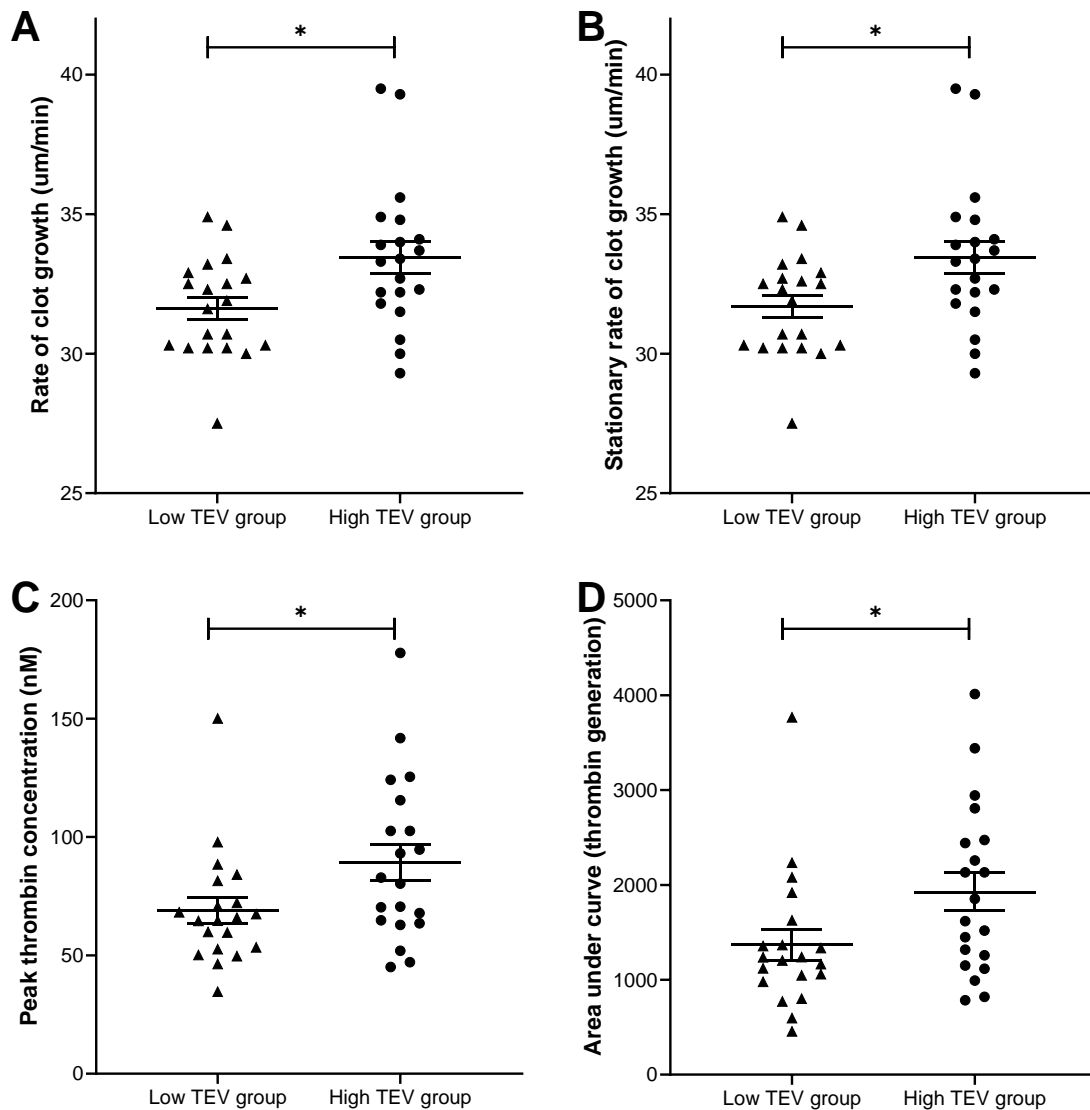 A
Rate of clot growth (um/min)
*
40
35
30
25
Low TEV group
High TEV group
B
Stationary rate of clot growth (um/min)
*
40
35
30
25
Low TEV group
High TEV group
C
Peak thrombin concentration (nM)
*
200
150
100
50
0
Low TEV group
High TEV group
D
Area under curve (thrombin generation)
*
5000
4000
3000
2000
1000
0
Low TEV group
High TEV group